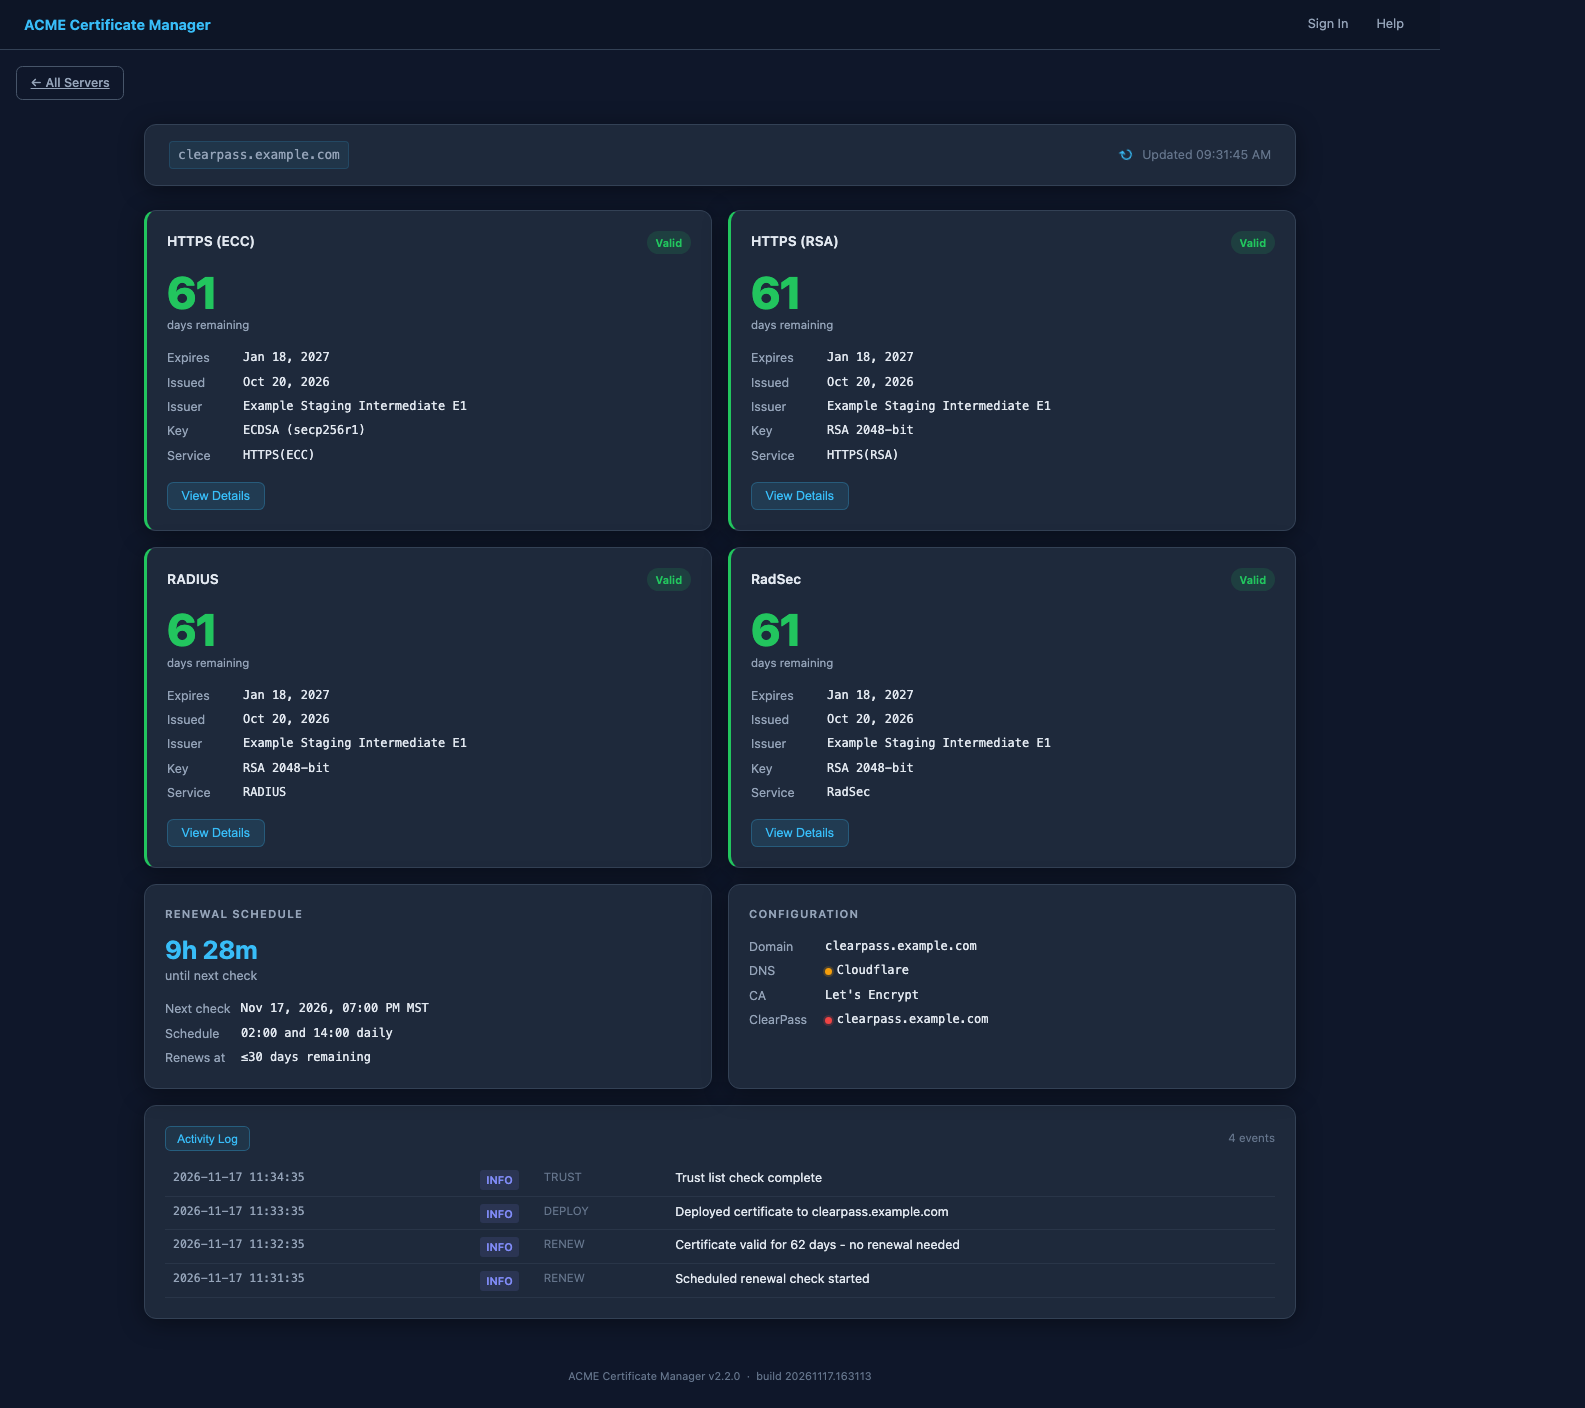 ACME Certificate Manager
Sign In
Help
← All Servers
clearpass.example.com
Updated 09:31:45 AM
HTTPS (ECC)
Valid
61
days remaining
Expires Jan 18, 2027
Issued Oct 20, 2026
Issuer Example Staging Intermediate E1
Key ECDSA (secp256r1)
Service HTTPS(ECC)
View Details
HTTPS (RSA)
Valid
61
days remaining
Expires Jan 18, 2027
Issued Oct 20, 2026
Issuer Example Staging Intermediate E1
Key RSA 2048-bit
Service HTTPS(RSA)
View Details
RADIUS
Valid
61
days remaining
Expires Jan 18, 2027
Issued Oct 20, 2026
Issuer Example Staging Intermediate E1
Key RSA 2048-bit
Service RADIUS
View Details
RadSec
Valid
61
days remaining
Expires Jan 18, 2027
Issued Oct 20, 2026
Issuer Example Staging Intermediate E1
Key RSA 2048-bit
Service RadSec
View Details
RENEWAL SCHEDULE
9h 28m
until next check
Next check Nov 17, 2026, 07:00 PM MST
Schedule 02:00 and 14:00 daily
Renews at ≤30 days remaining
CONFIGURATION
Domain clearpass.example.com
DNS Cloudflare
CA Let's Encrypt
ClearPass clearpass.example.com
Activity Log
4 events
2026-11-17 11:34:35 INFO TRUST Trust list check complete
2026-11-17 11:33:35 INFO DEPLOY Deployed certificate to clearpass.example.com
2026-11-17 11:32:35 INFO RENEW Certificate valid for 62 days - no renewal needed
2026-11-17 11:31:35 INFO RENEW Scheduled renewal check started
ACME Certificate Manager v2.2.0 · build 20261117.163113